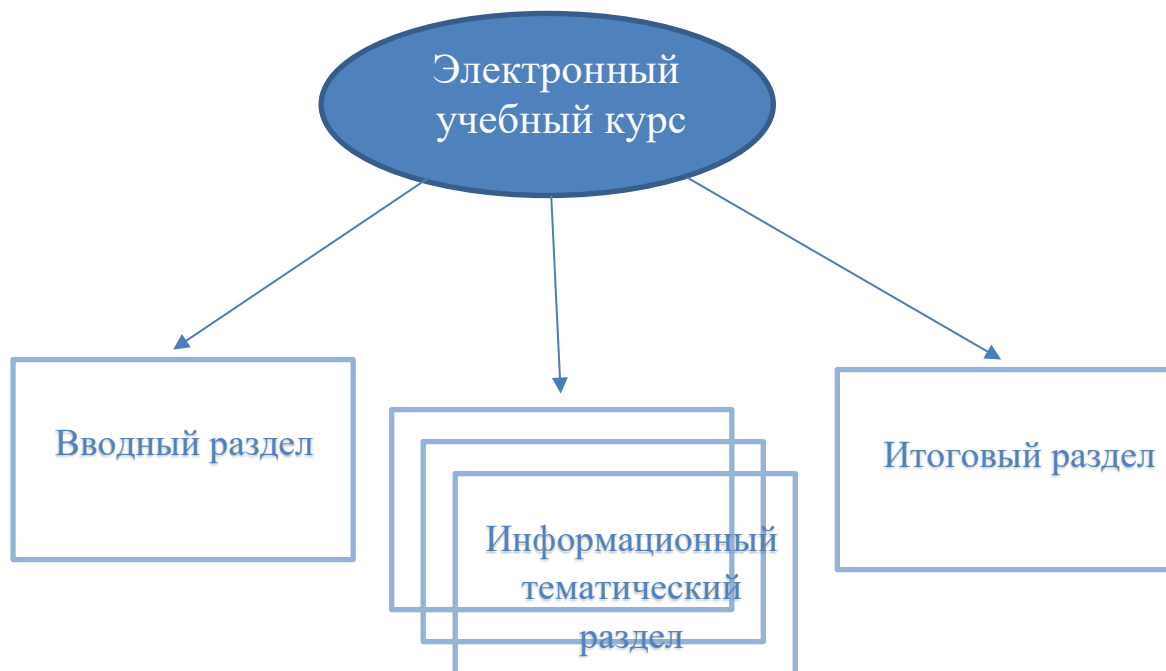 Электронный
учебный курс
Вводный раздел
Информационный
тематический
раздел
Итоговый раздел